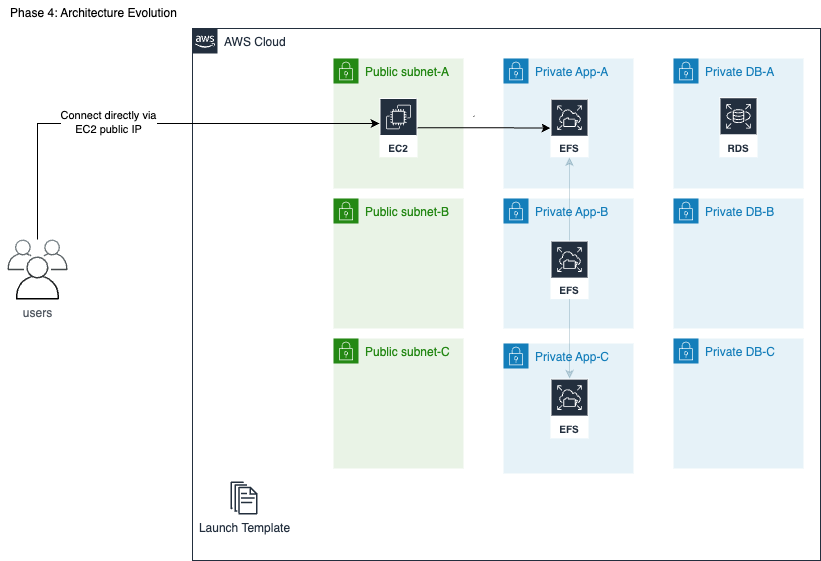 Phase 4: Architecture Evolution
aws
AWS Cloud
Public subnet-A
Private App-A
Private DB-A
Connect directly via
EC2 public IP
EC2
EFS
RDS
Public subnet-B
Private App-B
Private DB-B
EFS
users
Public subnet-C
Private App-C
Private DB-C
EFS
Launch Template